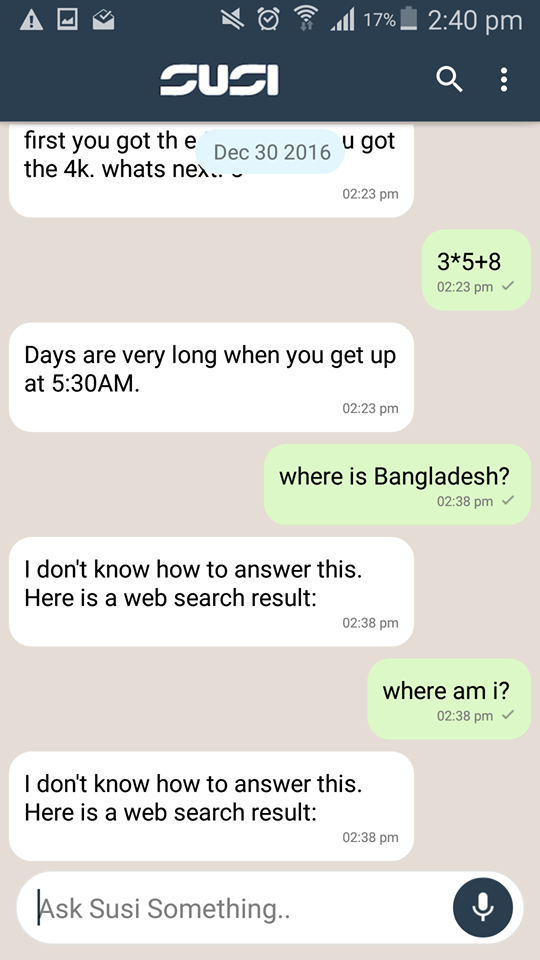 17% 2:40 pm
SUSI
first you got th e u got
Dec 30 2016
the 4k. whats next.
02:23 pm
3*5+8
02:23 pm
Days are very long when you get up
at 5:30AM.
02:23 pm
where is Bangladesh?
02:38 pm
I don't know how to answer this.
Here is a web search result:
02:38 pm
where am i?
02:38 pm
I don't know how to answer this.
Here is a web search result:
02:38 pm
Ask Susi Something..